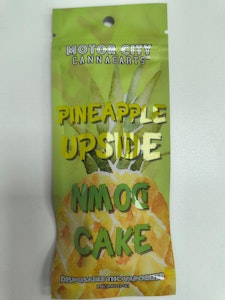 MOTOR CITY
CANNACARTS
PINEAPPLE
UPSIDE
DOWN
CAKE